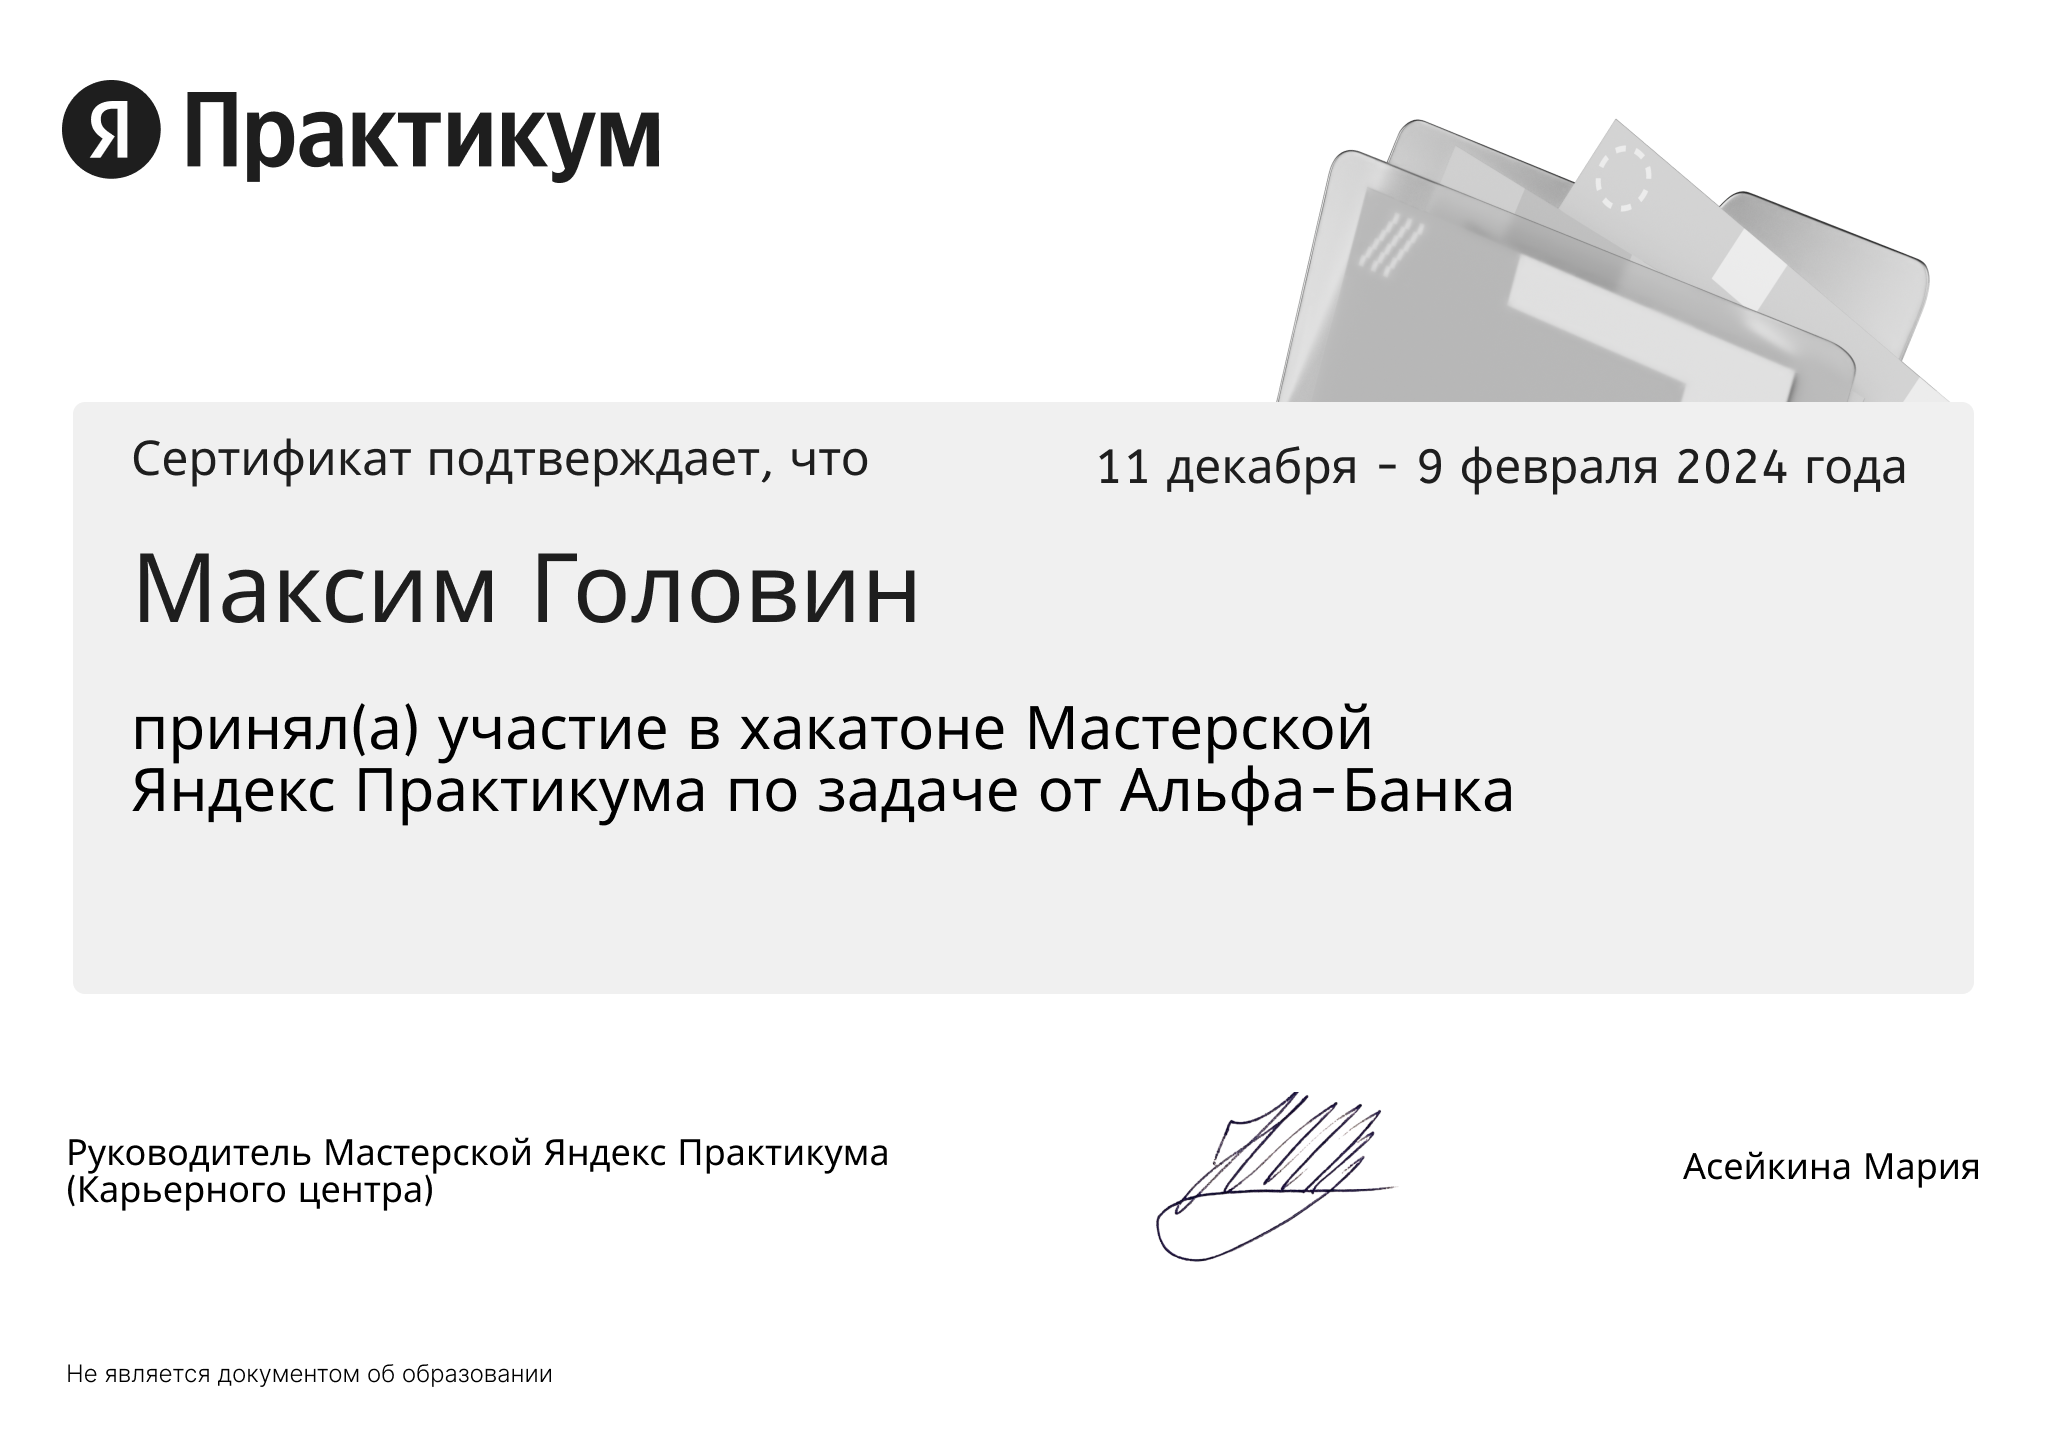 Я Практикум
Сертификат подтверждает, что
11 декабря - 9 февраля 2024 года
Максим Головин
принял(а) участие в хакатоне Мастерской
Яндекс Практикума по задаче от Альфа-Банка
Руководитель Мастерской Яндекс Практикума
(Карьерного центра)
Асейкина Мария
Не является документом об образовании